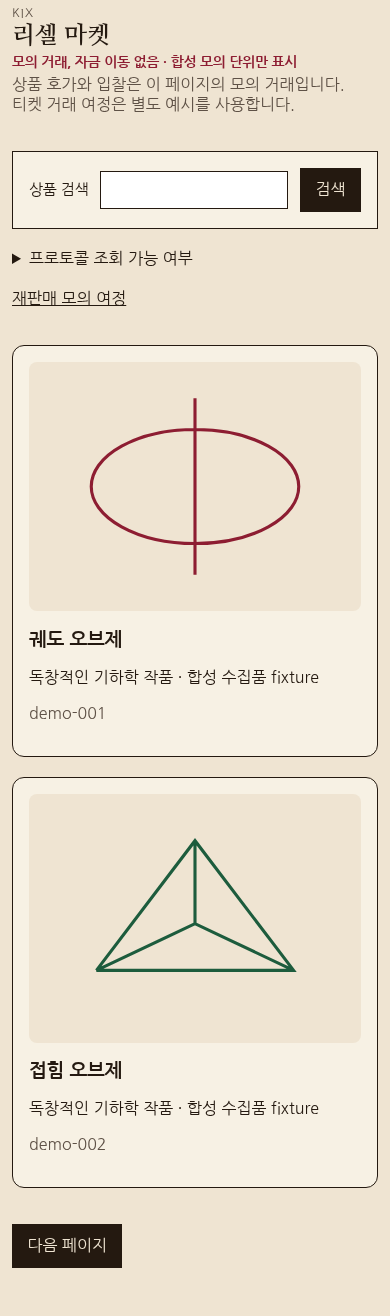 KIX
리셀 마켓
모의 거래, 자금 이동 없음 · 합성 모의 단위만 표시
상품 호가와 입찰은 이 페이지의 모의 거래입니다.
티켓 거래 여정은 별도 예시를 사용합니다.
상품 검색
검색
프로토콜 조회 가능 여부
재판매 모의 여정
궤도 오브제
독창적인 기하학 작품 · 합성 수집품 fixture
demo-001
접힘 오브제
독창적인 기하학 작품 · 합성 수집품 fixture
demo-002
다음 페이지